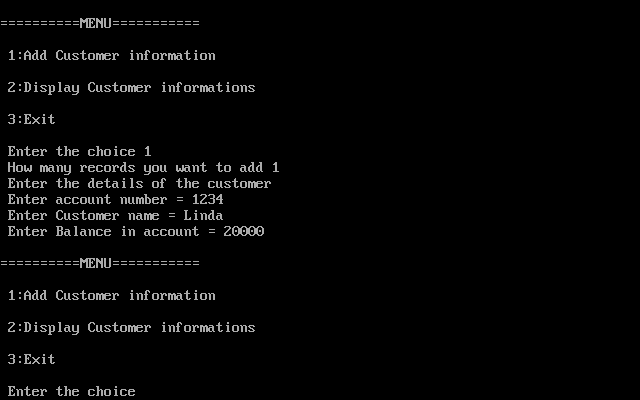 ==========MENU===========
1:Add Customer information
2:Display Customer informations
3:Exit
Enter the choice 1
How many records you want to add 1
Enter the details of the customer
Enter account number = 1234
Enter Customer name = Linda
Enter Balance in account = 20000
==========MENU===========
1:Add Customer information
2:Display Customer informations
3:Exit
Enter the choice